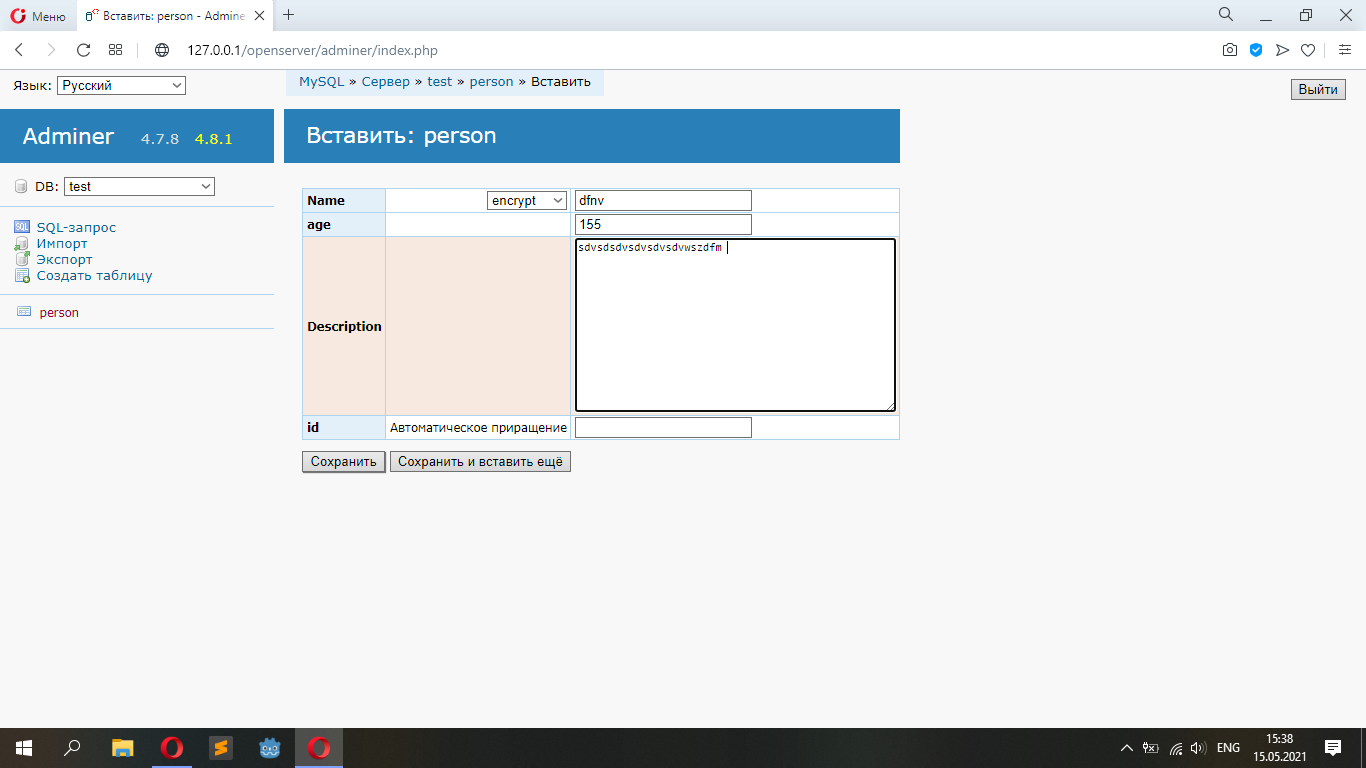 Меню
Вставить: person - Admine
127.0.0.1/openserver/adminer/index.php
Язык: Русский
MySQL » Сервер » test » person » Вставить
Выйти
Adminer 4.7.8 4.8.1
Вставить: person
DB: test
SQL SQL-запрос
Импорт
Экспорт
Создать таблицу
person
Name encrypt dfnv
age 155
Description sdvsdsdvsdvsdvsdvwszdfm
id Автоматическое приращение
Сохранить Сохранить и вставить ещё
ENG
15:38
15.05.2021